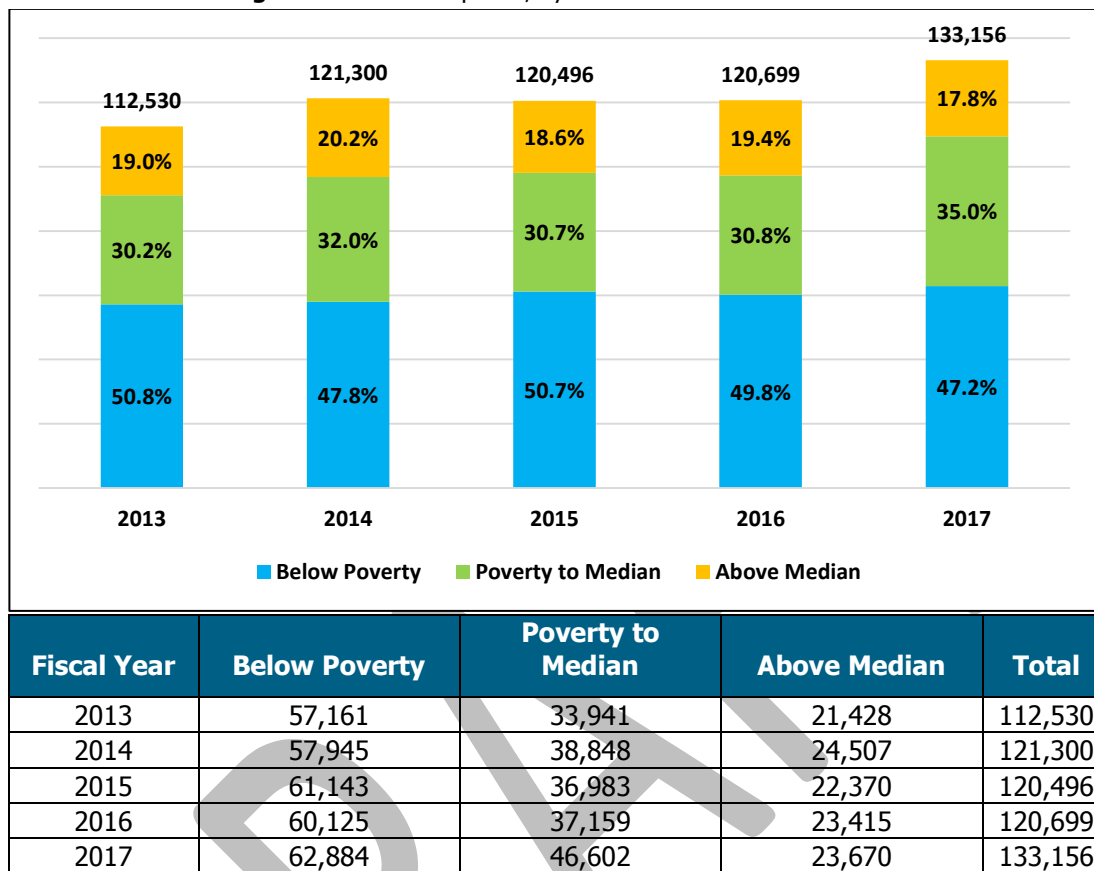 133,156
121,300
120,496
120,699
112,530
17.8%
20.2%
18.6%
19.4%
19.0%
35.0%
32.0%
30.7%
30.8%
30.2%
50.8%
47.8%
50.7%
49.8%
47.2%
2013 2014 2015 2016 2017
Below Poverty Poverty to Median Above Median
Fiscal Year Below Poverty Poverty to Median Above Median Total
2013 57,161 33,941 21,428 112,530
2014 57,945 38,848 24,507 121,300
2015 61,143 36,983 22,370 120,496
2016 60,125 37,159 23,415 120,699
2017 62,884 46,602 23,670 133,156